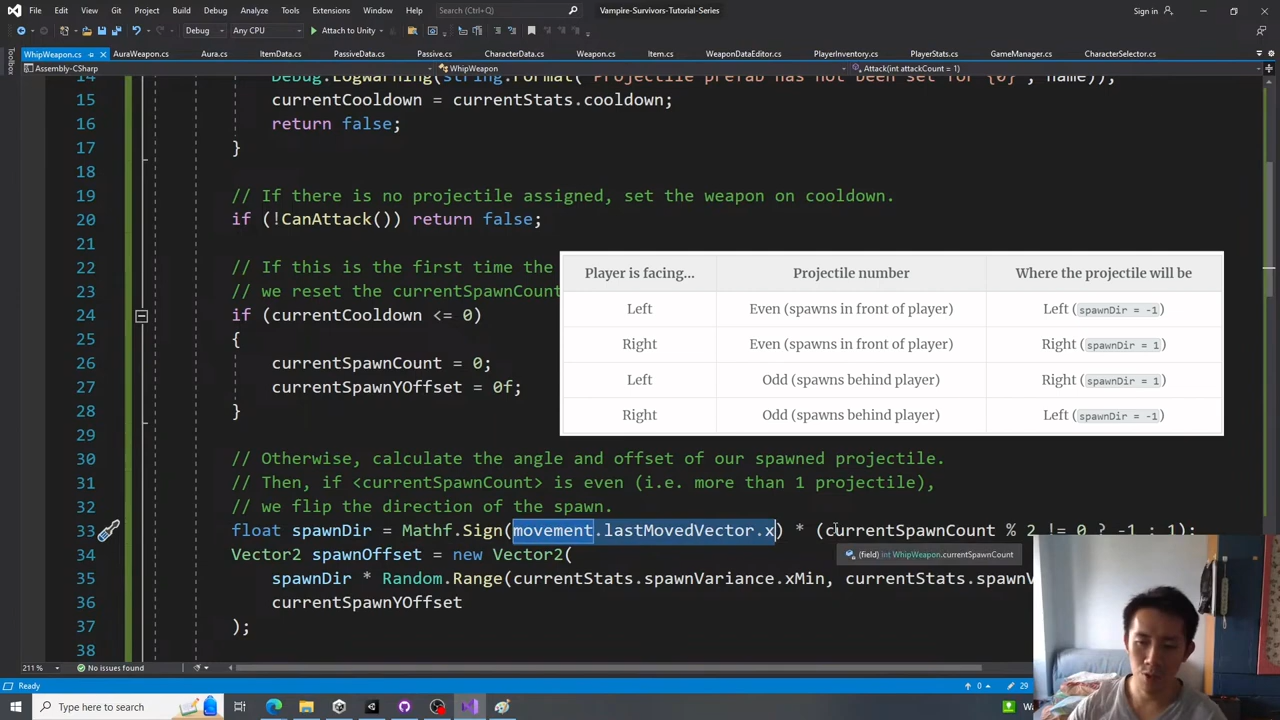 File Edit View Git Project Build Debug Test Analyze Tools Extensions Window Help Search (Ctrl+Q) Vampire-Survivors-Tutorial-Series Sign in
Debug Any CPU Attach to Unity
WhipWeapon.cs AuraWeapon.cs Aura.cs ItemData.cs PassiveData.cs Passive.cs CharacterData.cs Weapon.cs Item.cs WeaponDataEditor.cs PlayerInventory.cs PlayerStats.cs GameManager.cs CharacterSelector.cs
Toolbox
Assembly-CSharp WhipWeapon Attack(int attackCount = 1)
14 Debug.LogWarning(string.Format("Projectile prefab has not been set for {0}", name));
15 currentCooldown = currentStats.cooldown;
16 return false;
17 }
18
19 // If there is no projectile assigned, set the weapon on cooldown.
20 if (!CanAttack()) return false;
21
22 // If this is the first time the
23 // we reset the currentSpawnCount
24 if (currentCooldown <= 0)
25 {
26 currentSpawnCount = 0;
27 currentSpawnYOffset = 0f;
28 }
29
Player is facing... Projectile number Where the projectile will be
Left Even (spawns in front of player) Left (spawnDir = -1)
Right Even (spawns in front of player) Right (spawnDir = 1)
Left Odd (spawns behind player) Right (spawnDir = 1)
Right Odd (spawns behind player) Left (spawnDir = -1)
30 // Otherwise, calculate the angle and offset of our spawned projectile.
31 // Then, if <currentSpawnCount> is even (i.e. more than 1 projectile),
32 // we flip the direction of the spawn.
33 float spawnDir = Mathf.Sign(movement.lastMovedVector.x) * (currentSpawnCount % 2 != 0 ? -1 : 1);
34 Vector2 spawnOffset = new Vector2(
(field) int WhipWeapon.currentSpawnCount
35 spawnDir * Random.Range(currentStats.spawnVariance.xMin, currentStats.spawnV
36 currentSpawnYOffset
37 );
38
211 % No issues found
Ready 0 29
Type here to search